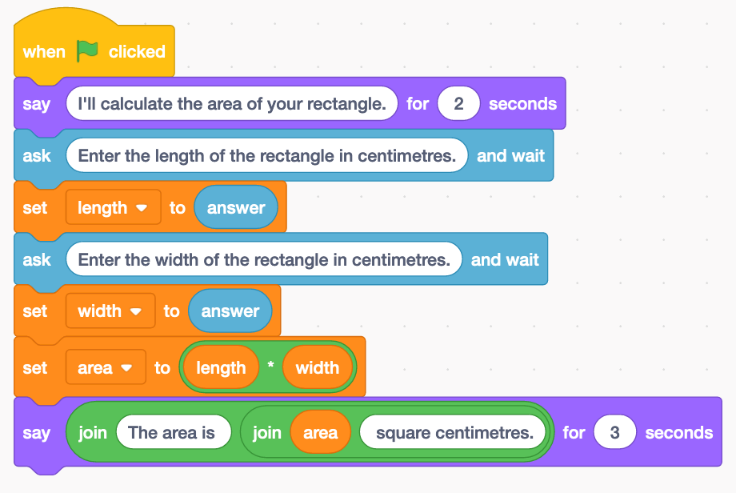 when clicked
say I'll calculate the area of your rectangle. for 2 seconds
ask Enter the length of the rectangle in centimetres. and wait
set length to answer
ask Enter the width of the rectangle in centimetres. and wait
set width to answer
set area to length * width
say join The area is join area square centimetres. for 3 seconds